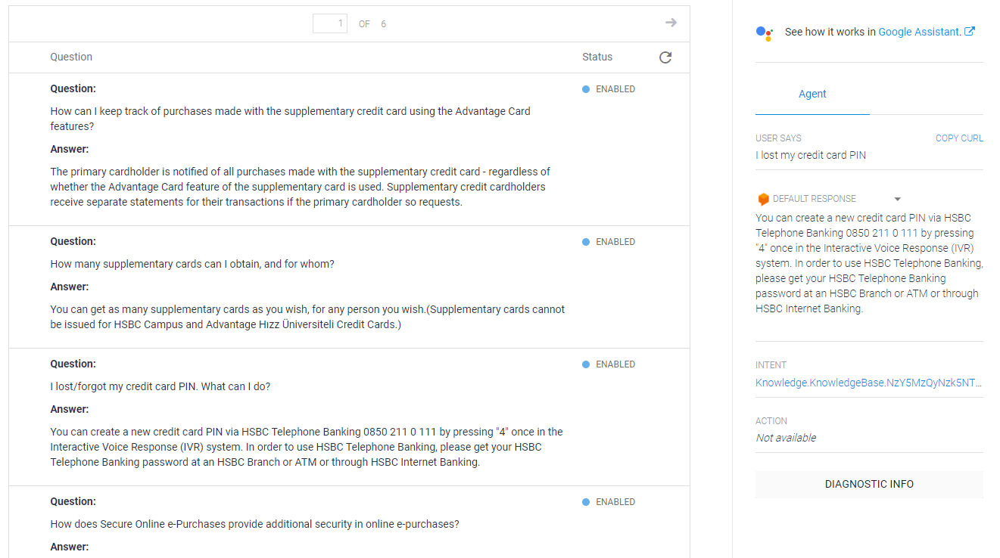 1 OF 6
Question Status
Question: ENABLED
How can I keep track of purchases made with the supplementary credit card using the Advantage Card
features?
Answer:
The primary cardholder is notified of all purchases made with the supplementary credit card - regardless of
whether the Advantage Card feature of the supplementary card is used. Supplementary credit cardholders
receive separate statements for their transactions if the primary cardholder so requests.
Question: ENABLED
How many supplementary cards can I obtain, and for whom?
Answer:
You can get as many supplementary cards as you wish, for any person you wish.(Supplementary cards cannot
be issued for HSBC Campus and Advantage Hızz Üniversiteli Credit Cards.)
Question: ENABLED
I lost/forgot my credit card PIN. What can I do?
Answer:
You can create a new credit card PIN via HSBC Telephone Banking 0850 211 0 111 by pressing "4" once in the
Interactive Voice Response (IVR) system. In order to use HSBC Telephone Banking, please get your HSBC
Telephone Banking password at an HSBC Branch or ATM or through HSBC Internet Banking.
Question: ENABLED
How does Secure Online e-Purchases provide additional security in online e-purchases?
Answer:
See how it works in Google Assistant.
Agent
USER SAYS COPY CURL
I lost my credit card PIN
DEFAULT RESPONSE
You can create a new credit card PIN via HSBC
Telephone Banking 0850 211 0 111 by pressing
"4" once in the Interactive Voice Response (IVR)
system. In order to use HSBC Telephone Banking,
please get your HSBC Telephone Banking
password at an HSBC Branch or ATM or through
HSBC Internet Banking.
INTENT
Knowledge.KnowledgeBase.NzY5MzQyNzk5NT...
ACTION
Not available
DIAGNOSTIC INFO